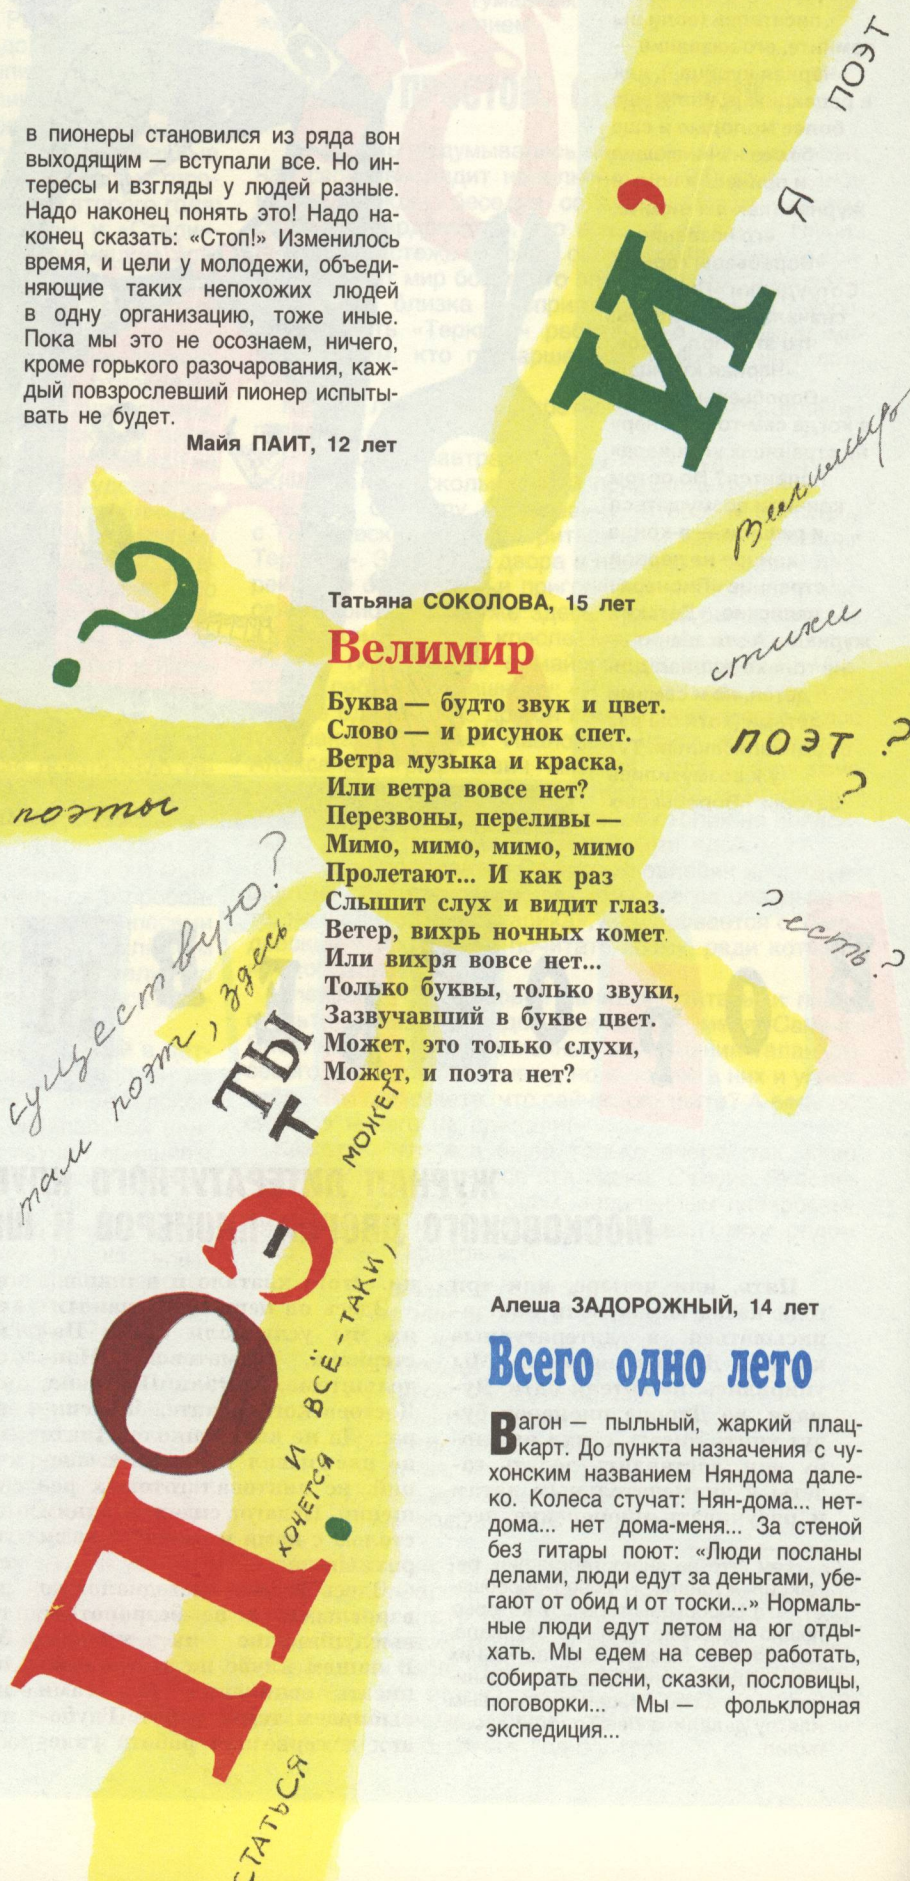 в пионеры становился из ряда вон
выходящим — вступали все. Но ин-
тересы и взгляды у людей разные.
Надо наконец понять это! Надо на-
конец сказать: «Стоп!» Изменилось
время, и цели у молодежи, объеди-
няющие таких непохожих людей
в одну организацию, тоже иные.
Пока мы это не осознаем, ничего,
кроме горького разочарования, каж-
дый повзрослевший пионер испыты-
вать не будет.
Майя ПАИТ, 12 лет
Я ПОЭТ
И
?
Велимир
стихи
поэт ?
?
поэты
? есть?
существую?
там поэт, здесь
Татьяна СОКОЛОВА, 15 лет
Велимир
Буква — будто звук и цвет.
Слово — и рисунок спет.
Ветра музыка и краска,
Или ветра вовсе нет?
Перезвоны, переливы —
Мимо, мимо, мимо, мимо
Пролетают... И как раз
Слышит слух и видит глаз.
Ветер, вихрь ночных комет
Или вихря вовсе нет...
Только буквы, только звуки,
Зазвучавший в букве цвет.
Может, это только слухи,
Может, и поэта нет?
ПОЭТ
ТЫ
МОЖЕТ
И ВСЁ-ТАКИ,
ХОЧЕТСЯ
СТАТЬСЯ
Алеша ЗАДОРОЖНЫЙ, 14 лет
Всего одно лето
Вагон — пыльный, жаркий плац-
карт. До пункта назначения с чу-
хонским названием Няндома дале-
ко. Колеса стучат: Нян-дома... нет-
дома... нет дома-меня... За стеной
без гитары поют: «Люди посланы
делами, люди едут за деньгами, убе-
гают от обид и от тоски...» Нормаль-
ные люди едут летом на юг отды-
хать. Мы едем на север работать,
собирать песни, сказки, пословицы,
поговорки... Мы — фольклорная
экспедиция...